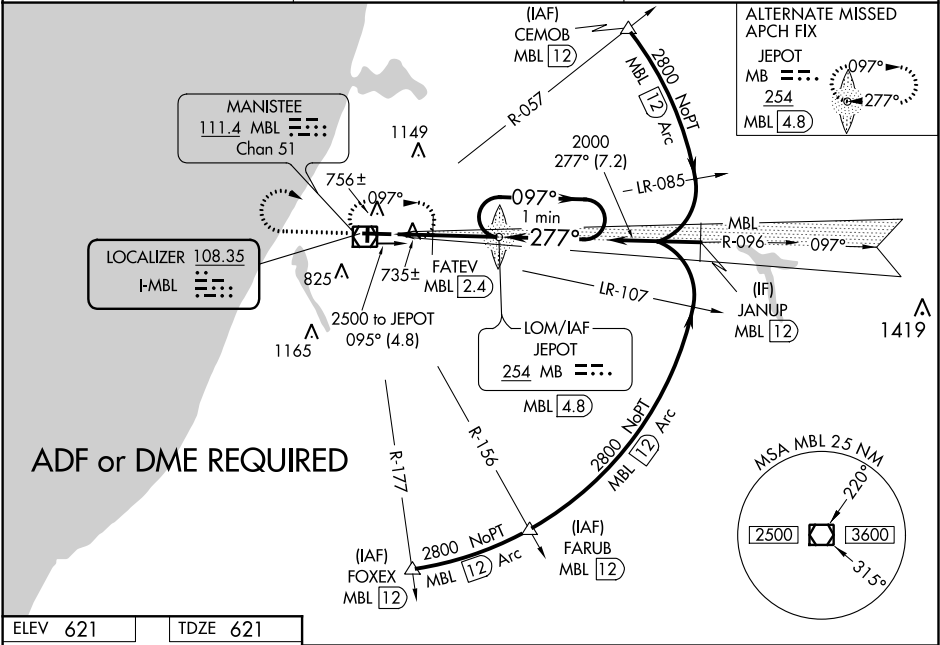 (IAF)
CEMOB
MBL 12
ALTERNATE MISSED
APCH FIX
JEPOT
MB
254
MBL 4.8
097°
277°
2800 NoPT
MBL 12 Arc
R-057
MANISTEE
111.4 MBL
Chan 51
1149
756±
097°
2000
277° (7.2)
LR-085
097°
1 min
277°
MBL
R-096
097°
LOCALIZER 108.35
I-MBL
825
735±
FATEV
MBL 2.4
LR-107
(IF)
JANUP
MBL 12
1419
1165
2500 to JEPOT
095° (4.8)
LOM/IAF
JEPOT
254 MB
MBL 4.8
ADF or DME REQUIRED
R-177
R-156
2800 NoPT
MBL 12 Arc
MSA MBL 25 NM
220°
2500
3600
315°
(IAF)
FOXEX
MBL 12
2800 NoPT
MBL 12 Arc
(IAF)
FARUB
MBL 12
ELEV 621
TDZE 621